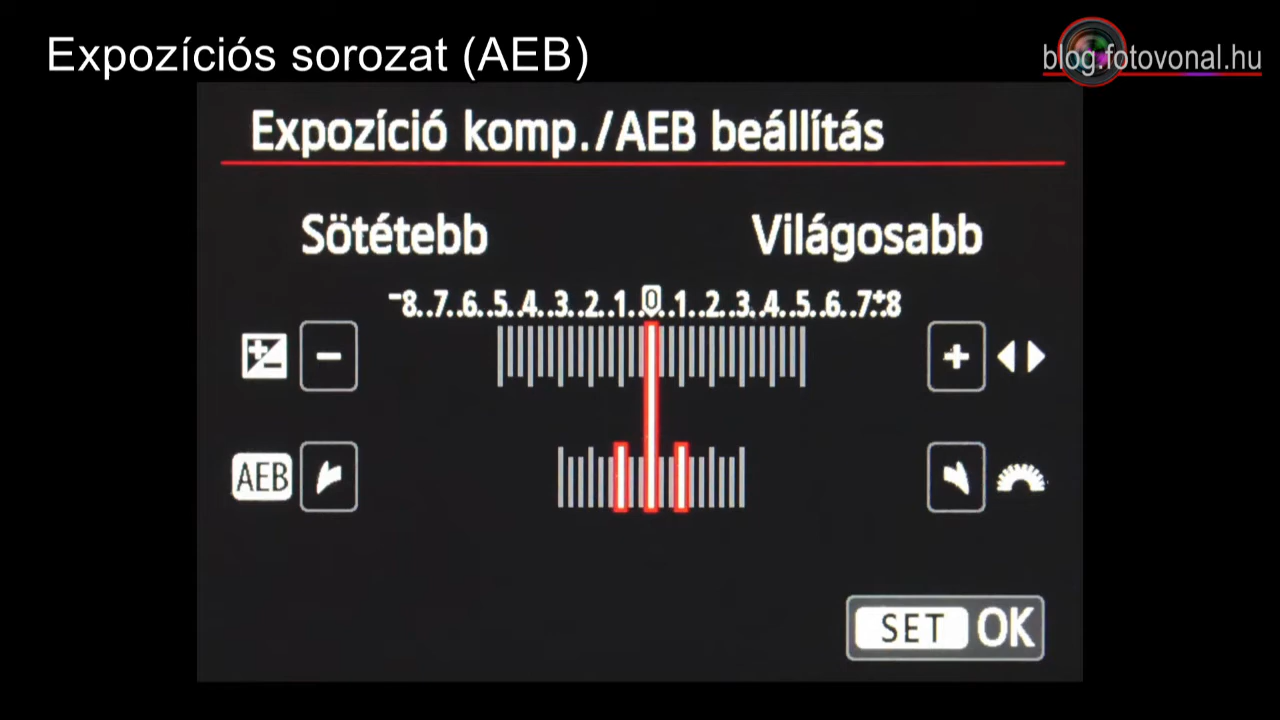 Expozíciós sorozat (AEB)
blog.fotovonal.hu
Expozíció komp./AEB beállítás
Sötétebb Világosabb
-8..7..6..5..4..3..2..1..0..1..2..3..4..5..6..7..+8
AEB
SET OK